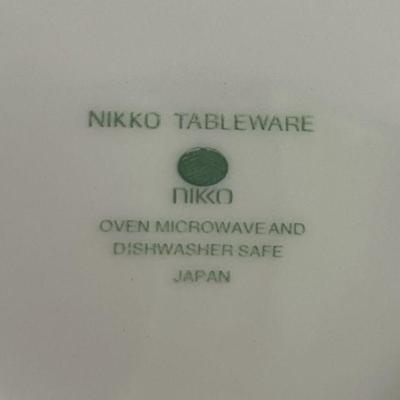 NIKKO TABLEWARE
nikko
OVEN MICROWAVE AND
DISHWASHER SAFE
JAPAN